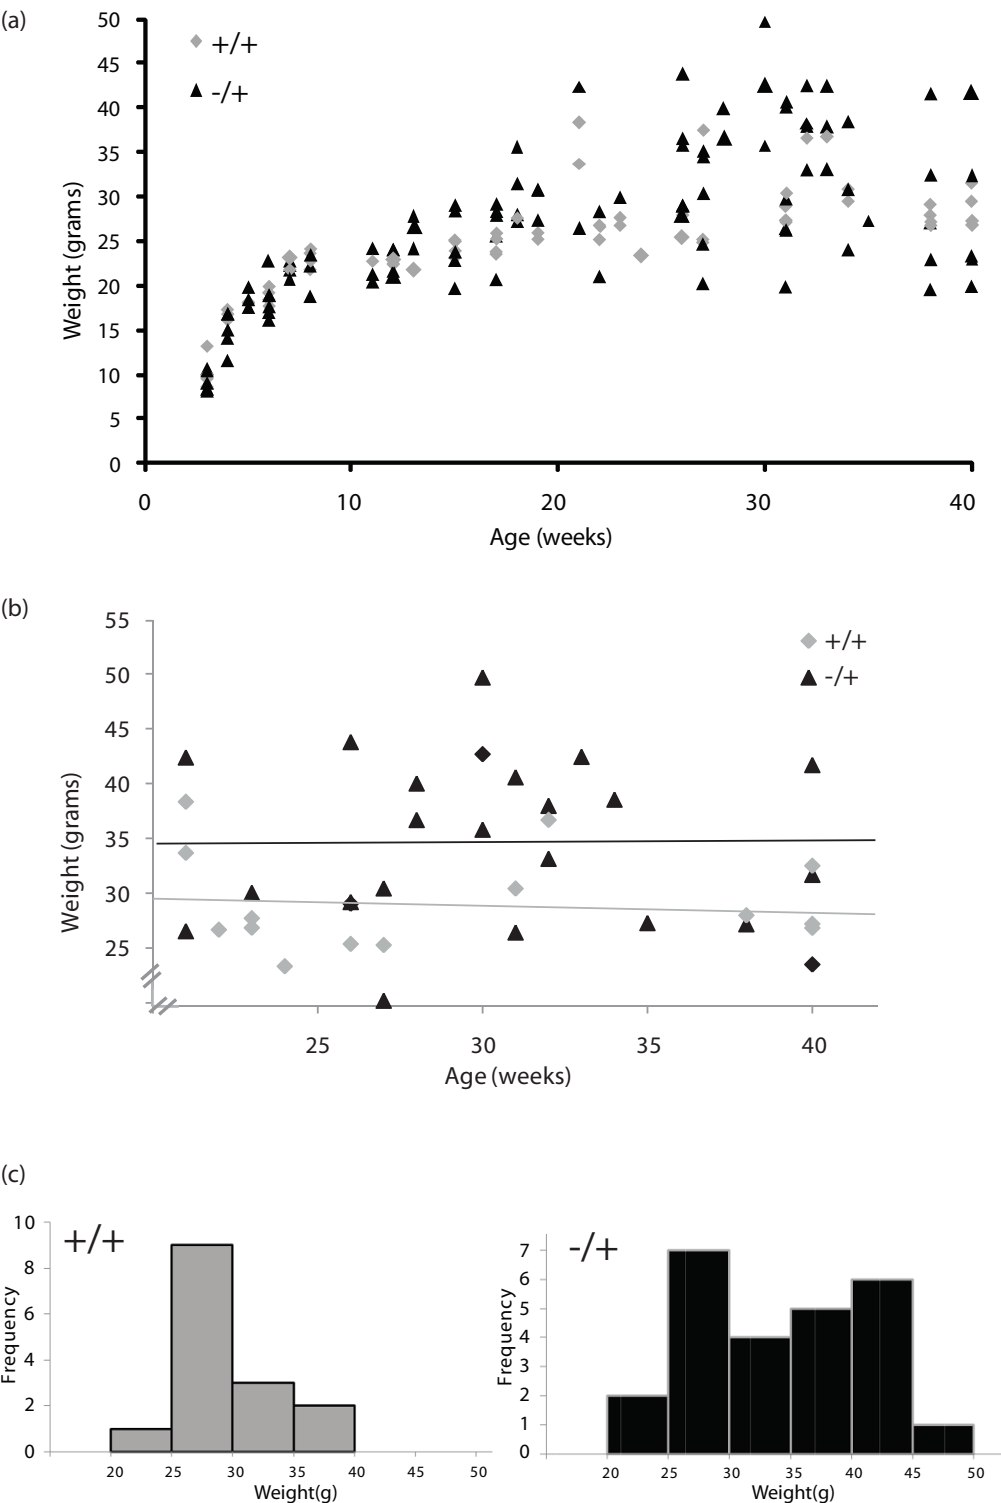 (a)
50
45
40
35
30
25
20
15
10
5
0
+/+
-/+
Weight (grams)
0 10 20 30 40
Age (weeks)
(b)
55
50
45
40
35
30
25
+/+
-/+
Weight (grams)
25 30 35 40
Age (weeks)
(c)
10
8
6
4
2
0
+/+
Frequency
20 25 30 35 40 45 50
Weight(g)
7
6
5
4
3
2
1
0
-/+
Frequency
20 25 30 35 40 45 50
Weight(g)